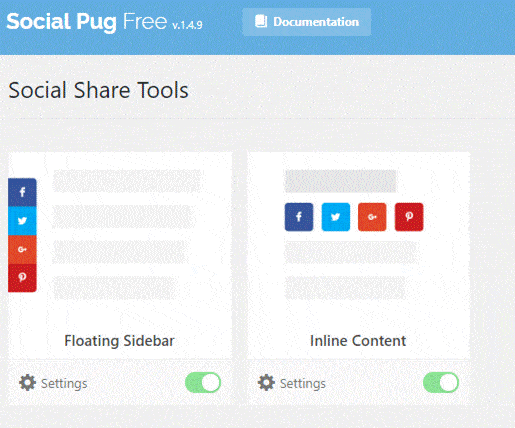 Social Pug Free v.1.4.9
Documentation
Social Share Tools
Floating Sidebar
Inline Content
Settings
Settings